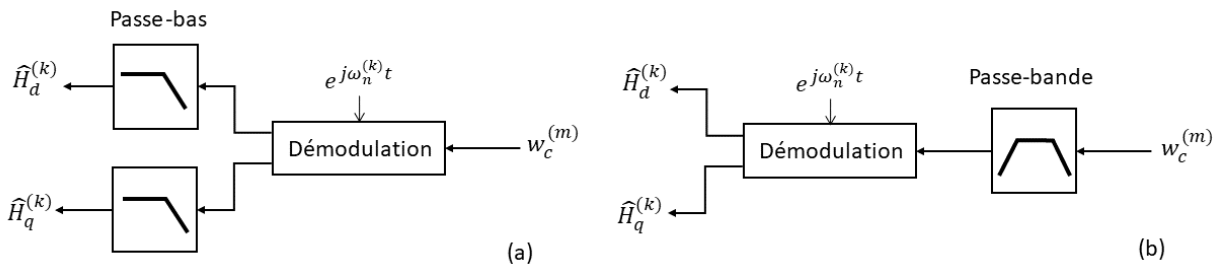 Passe-bas
Ĥ_d^{(k)}
e^{jω_n^{(k)}t}
Démodulation
w_c^{(m)}
Ĥ_q^{(k)}
(a)
Ĥ_d^{(k)}
e^{jω_n^{(k)}t}
Passe-bande
Démodulation
w_c^{(m)}
Ĥ_q^{(k)}
(b)